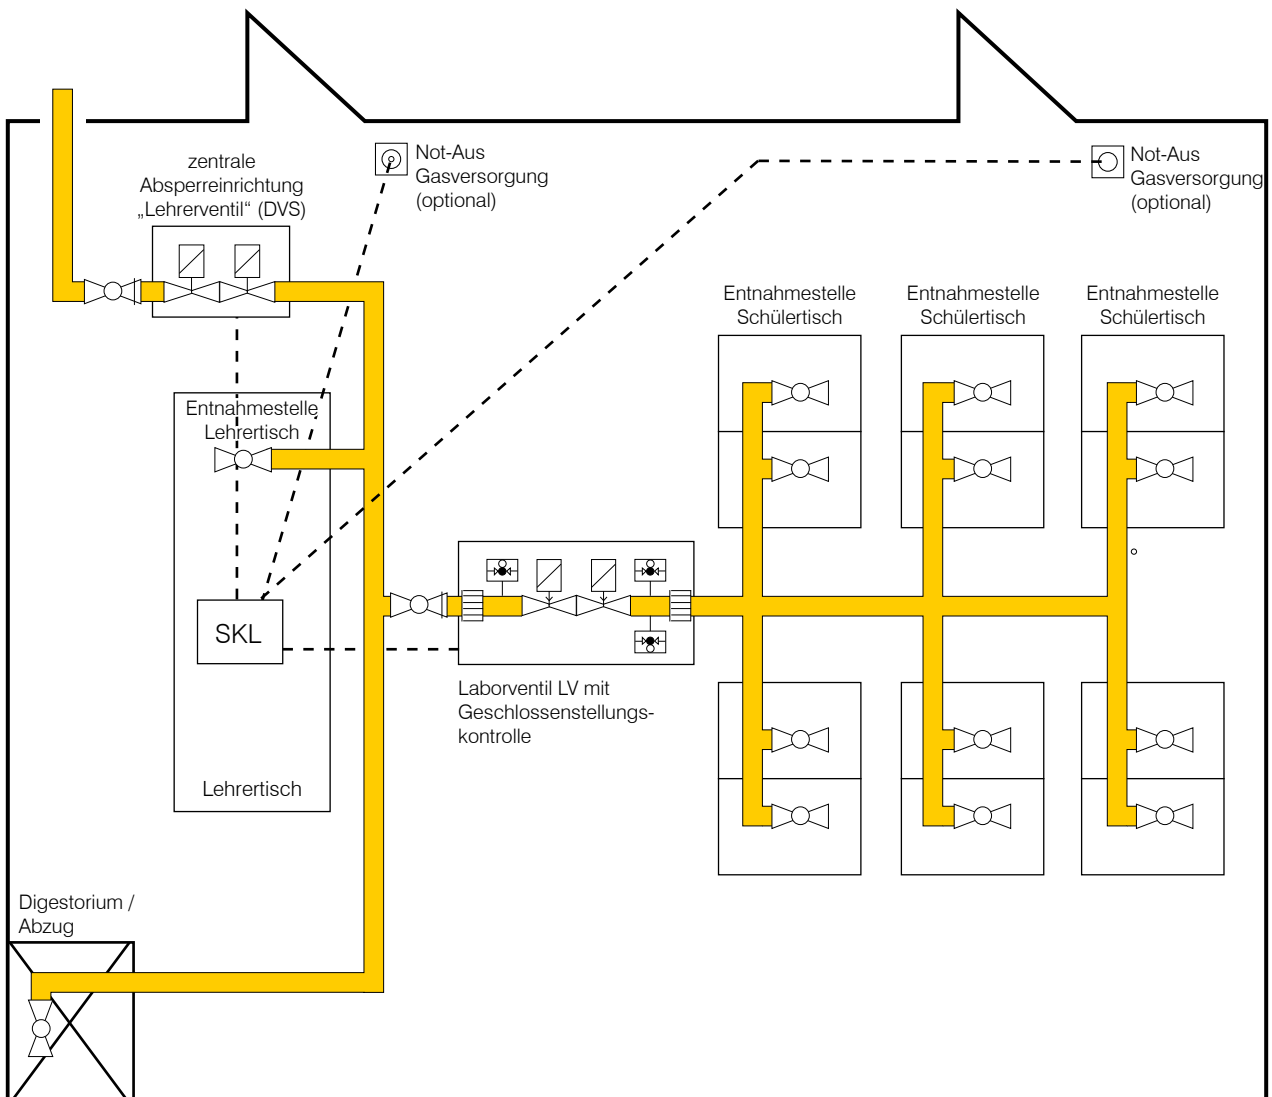 zentrale
Absperreinrichtung
„Lehrerventil“ (DVS)
Not-Aus
Gasversorgung
(optional)
Not-Aus
Gasversorgung
(optional)
Entnahmestelle
Schülertisch
Entnahmestelle
Schülertisch
Entnahmestelle
Schülertisch
Entnahmestelle
Lehrertisch
SKL
Laborventil LV mit
Geschlossenstellungs-
kontrolle
Lehrertisch
Digestorium /
Abzug